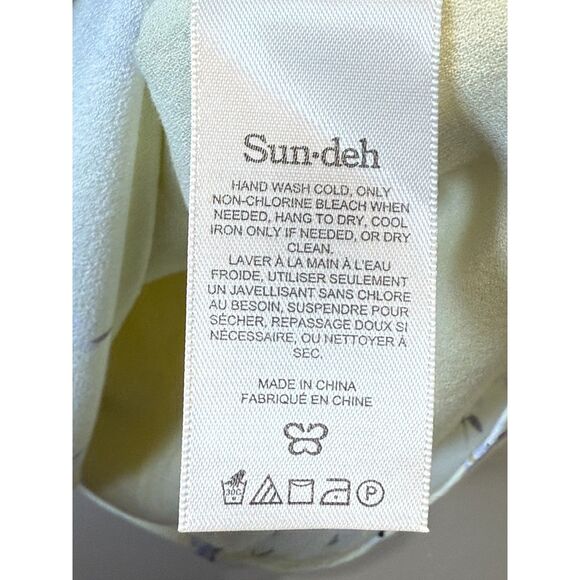 Sun•deh
HAND WASH COLD, ONLY
NON-CHLORINE BLEACH WHEN
NEEDED, HANG TO DRY, COOL
IRON ONLY IF NEEDED, OR DRY
CLEAN.
LAVER À LA MAIN À L'EAU
FROIDE, UTILISER SEULEMENT
UN JAVELLISANT SANS CHLORE
AU BESOIN, SUSPENDRE POUR
SÉCHER, REPASSAGE DOUX SI
NÉCESSAIRE, OU NETTOYER À
SEC.
MADE IN CHINA
FABRIQUÉ EN CHINE
30C P